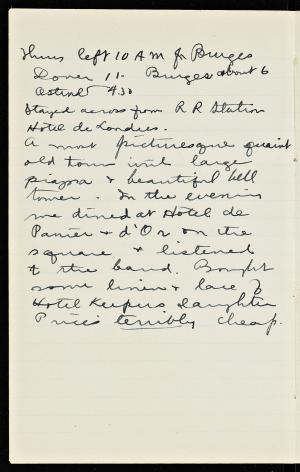 Thurs left 10 A M for Burges
Dover 11 - Burges about 6
Ostend 4.30
Stayed across from R R Station
Hotel de Londres.
A most picturesque quaint
old town with large
piazza & beautiful bell
tower. In the evening
we dined at Hotel de
Panier & d'Or on the
square & listened
to the band. Bought
some linen & lace of
Hotel Keepers daughter
Prices terribly cheap.